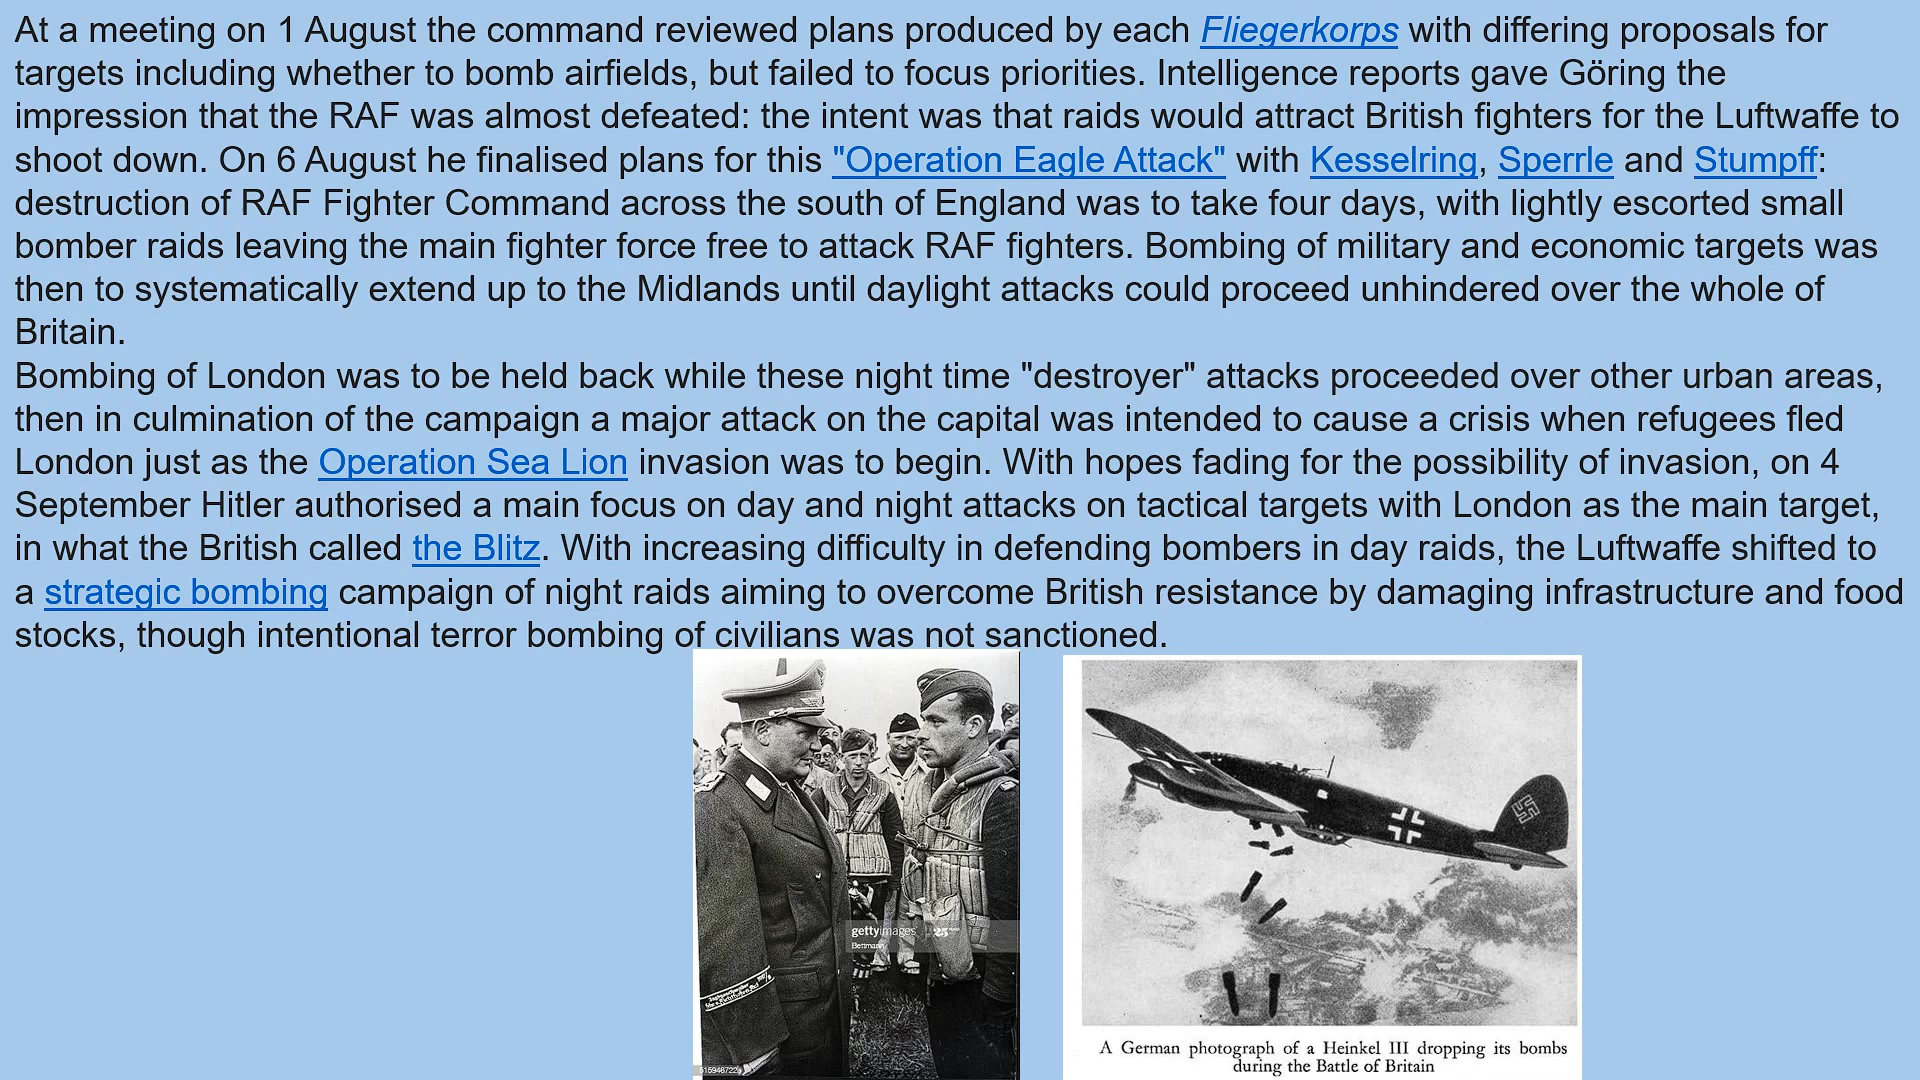 At a meeting on 1 August the command reviewed plans produced by each Fliegerkorps with differing proposals for
targets including whether to bomb airfields, but failed to focus priorities. Intelligence reports gave Göring the
impression that the RAF was almost defeated: the intent was that raids would attract British fighters for the Luftwaffe to
shoot down. On 6 August he finalised plans for this "Operation Eagle Attack" with Kesselring, Sperrle and Stumpff:
destruction of RAF Fighter Command across the south of England was to take four days, with lightly escorted small
bomber raids leaving the main fighter force free to attack RAF fighters. Bombing of military and economic targets was
then to systematically extend up to the Midlands until daylight attacks could proceed unhindered over the whole of
Britain.
Bombing of London was to be held back while these night time "destroyer" attacks proceeded over other urban areas,
then in culmination of the campaign a major attack on the capital was intended to cause a crisis when refugees fled
London just as the Operation Sea Lion invasion was to begin. With hopes fading for the possibility of invasion, on 4
September Hitler authorised a main focus on day and night attacks on tactical targets with London as the main target,
in what the British called the Blitz. With increasing difficulty in defending bombers in day raids, the Luftwaffe shifted to
a strategic bombing campaign of night raids aiming to overcome British resistance by damaging infrastructure and food
stocks, though intentional terror bombing of civilians was not sanctioned.
gettyimages 25
Bettmann
515946722
A German photograph of a Heinkel III dropping its bombs
during the Battle of Britain